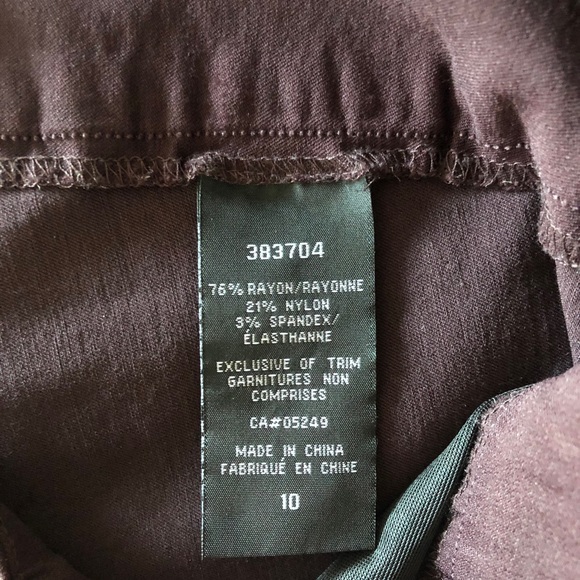 383704
76% RAYON/RAYONNE
21% NYLON
3% SPANDEX/
ÉLASTHANNE
EXCLUSIVE OF TRIM
GARNITURES NON
COMPRISES
CA#05249
MADE IN CHINA
FABRIQUÉ EN CHINE
10